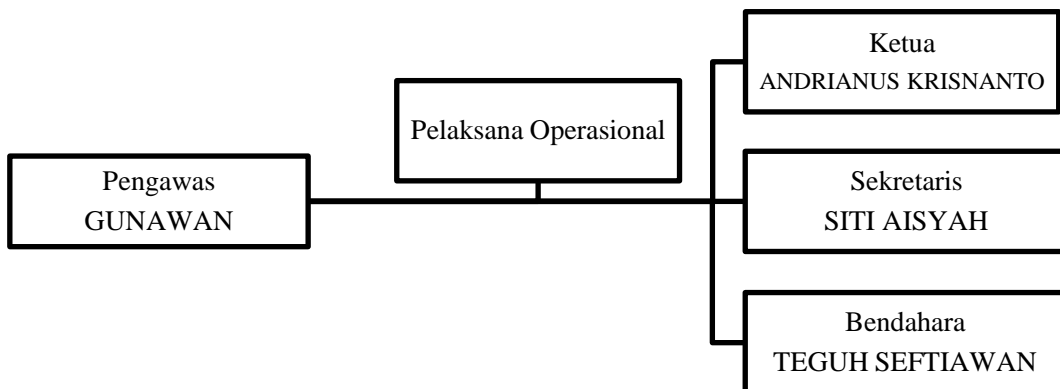 Ketua
ANDRIANUS KRISNANTO
Pelaksana Operasional
Pengawas
GUNAWAN
Sekretaris
SITI AISYAH
Bendahara
TEGUH SEFTIAWAN